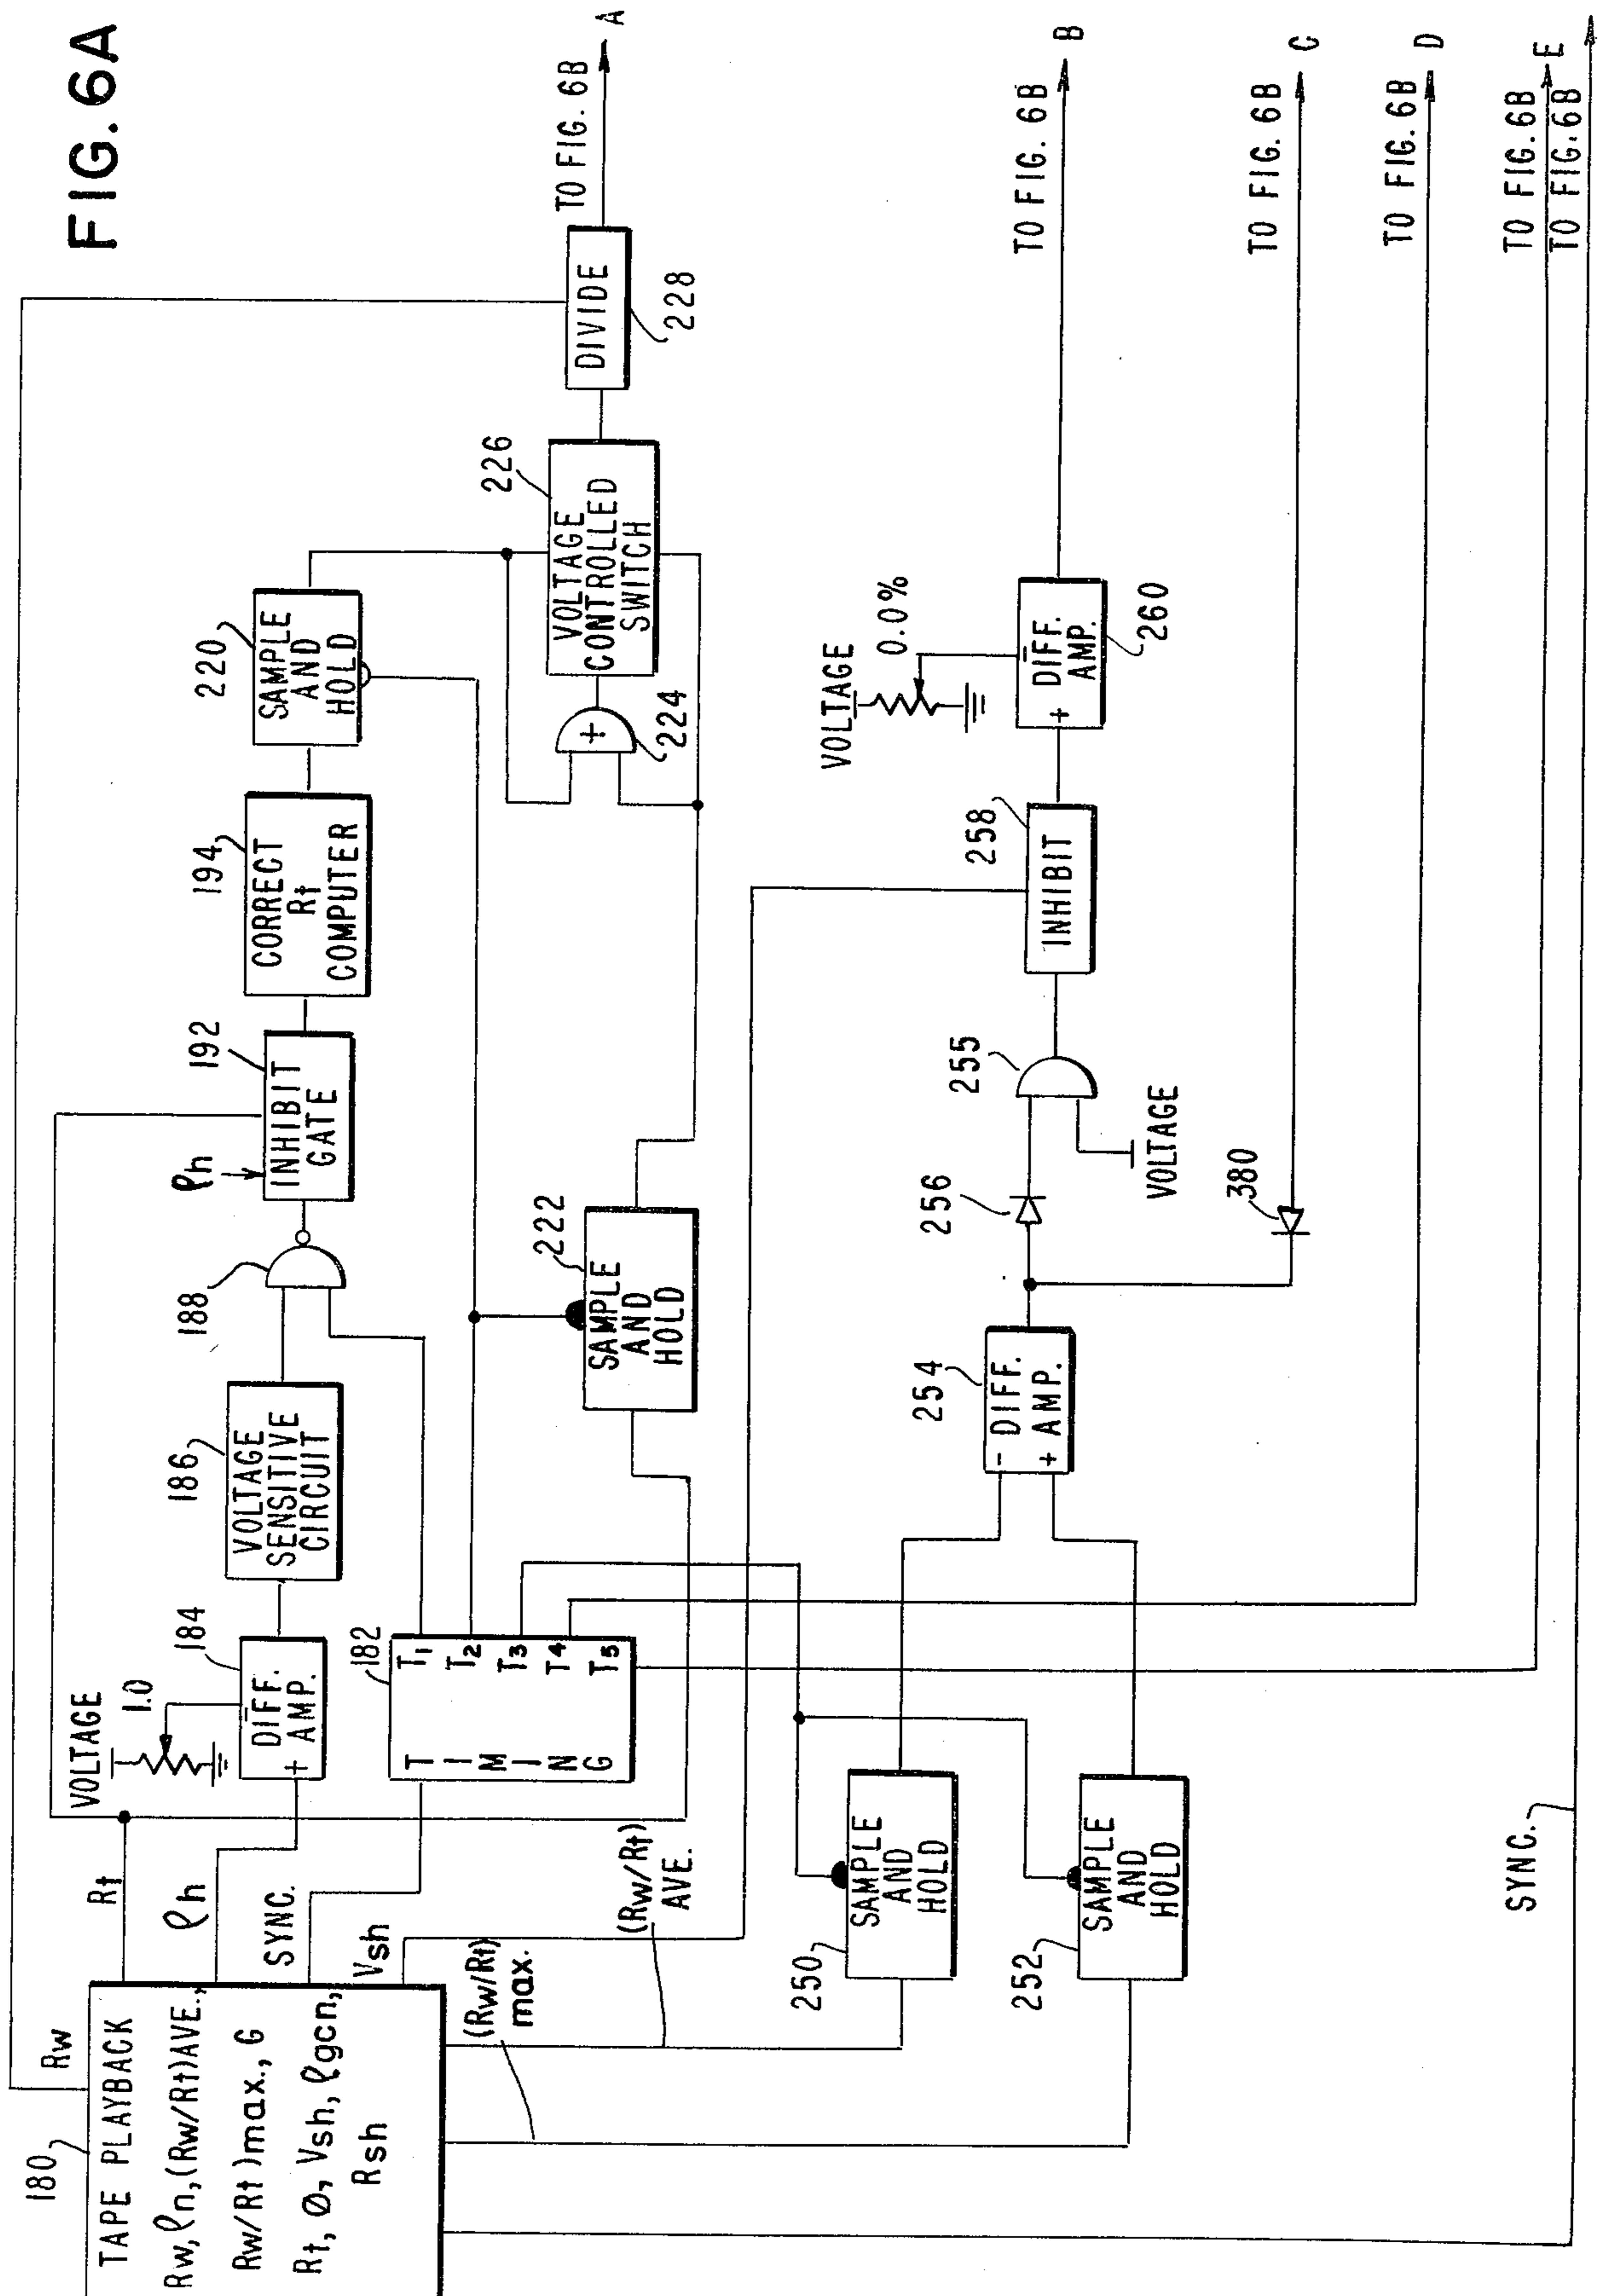 FIG. 6A
180
TAPE PLAYBACK
Rw, ℓn, (Rw/Rt)AVE.,
Rw/Rt)max., G
Rt, Ø, Vsh, ℓgcn,
Rsh
Rw
Rt
ℓh
SYNC.
Vsh
(Rw/Rt)
max.
(Rw/Rt)
AVE.
VOLTAGE
1.0
184
DIFF.
AMP.
+
-
186
VOLTAGE
SENSITIVE
CIRCUIT
188
ℓh
192
INHIBIT
GATE
194
CORRECT
Rt
COMPUTER
220
SAMPLE
AND
HOLD
182
TIMING
T1
T2
T3
T4
T5
222
SAMPLE
AND
HOLD
+
224
226
VOLTAGE
CONTROLLED
SWITCH
DIVIDE
228
TO FIG. 6B
A
250
SAMPLE
AND
HOLD
252
SAMPLE
AND
HOLD
254
- DIFF.
+ AMP.
256
255
VOLTAGE
258
INHIBIT
VOLTAGE
0.0%
+
-
DIFF.
AMP.
260
TO FIG. 6B
B
380
TO FIG. 6B
C
TO FIG. 6B
D
TO FIG. 6B
E
TO FIG. 6B
SYNC.